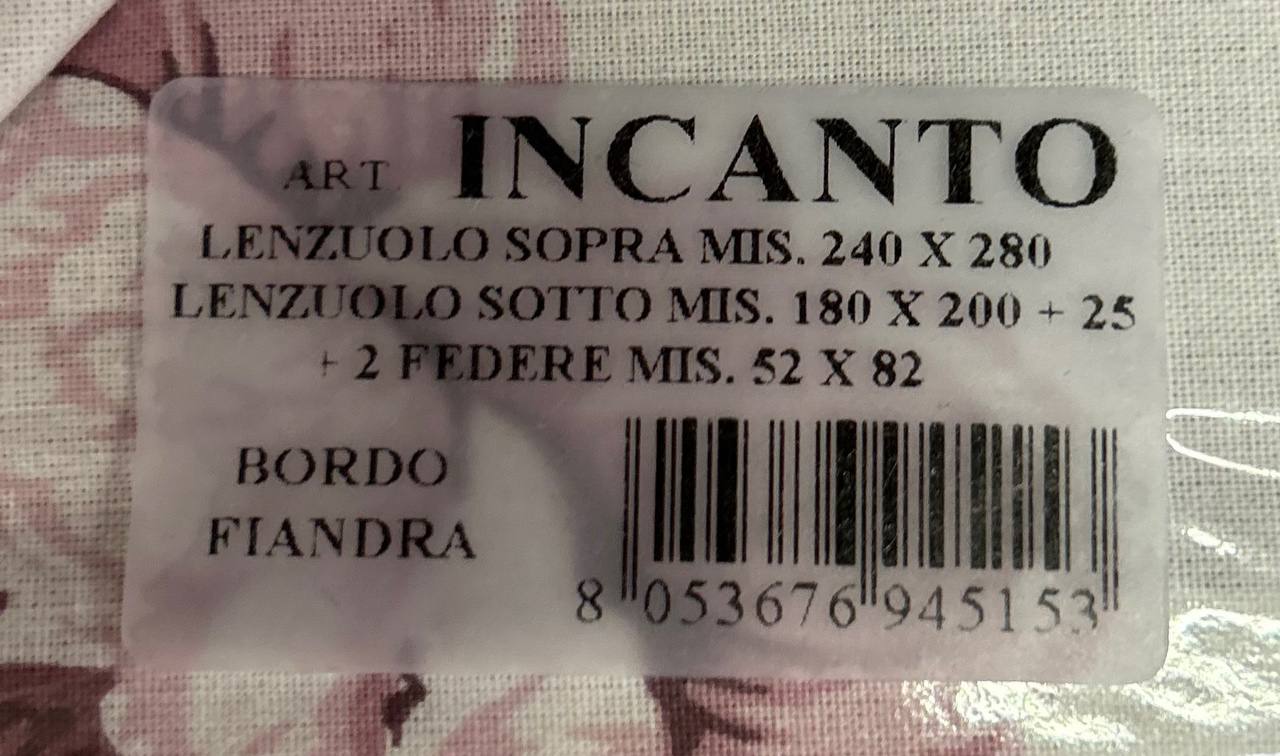 ART. INCANTO
LENZUOLO SOPRA MIS. 240 X 280
LENZUOLO SOTTO MIS. 180 X 200 + 25
+ 2 FEDERE MIS. 52 X 82
BORDO
FIANDRA
8 053676 945153